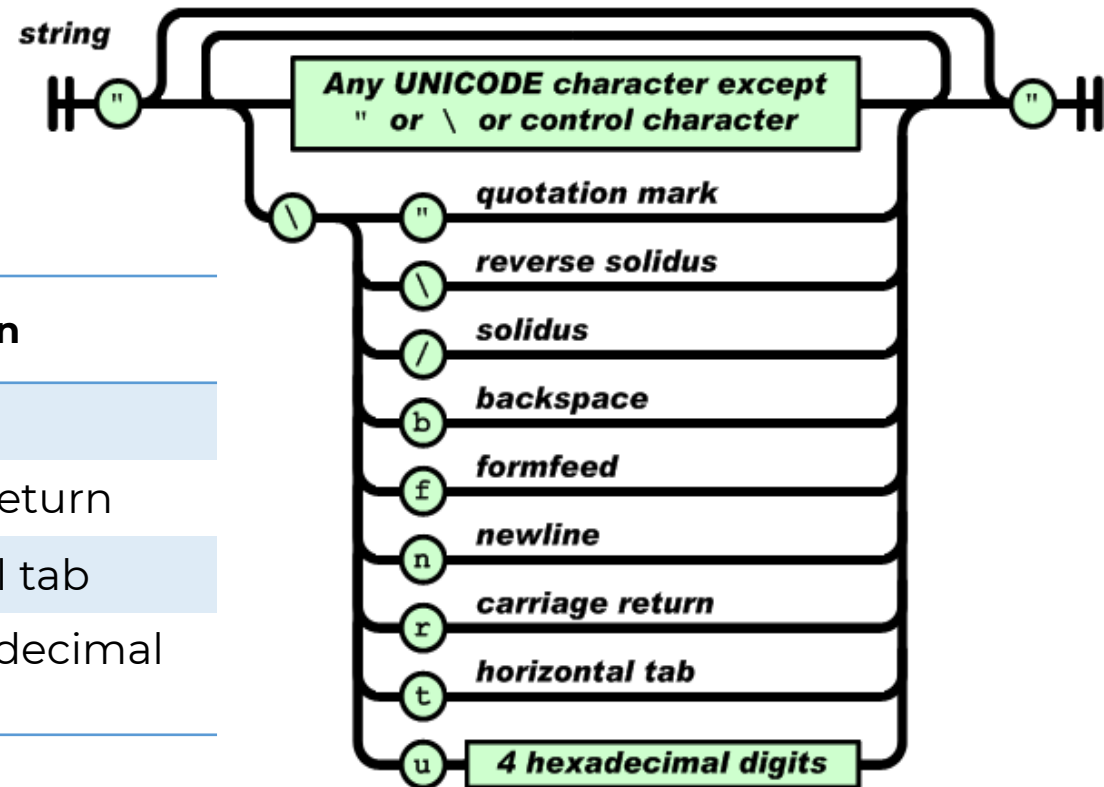 string
"
Any UNICODE character except
" or \ or control character
"
\
" quotation mark
\ reverse solidus
/ solidus
b backspace
f formfeed
n newline
r carriage return
t horizontal tab
u 4 hexadecimal digits
n
eturn
l tab
decimal